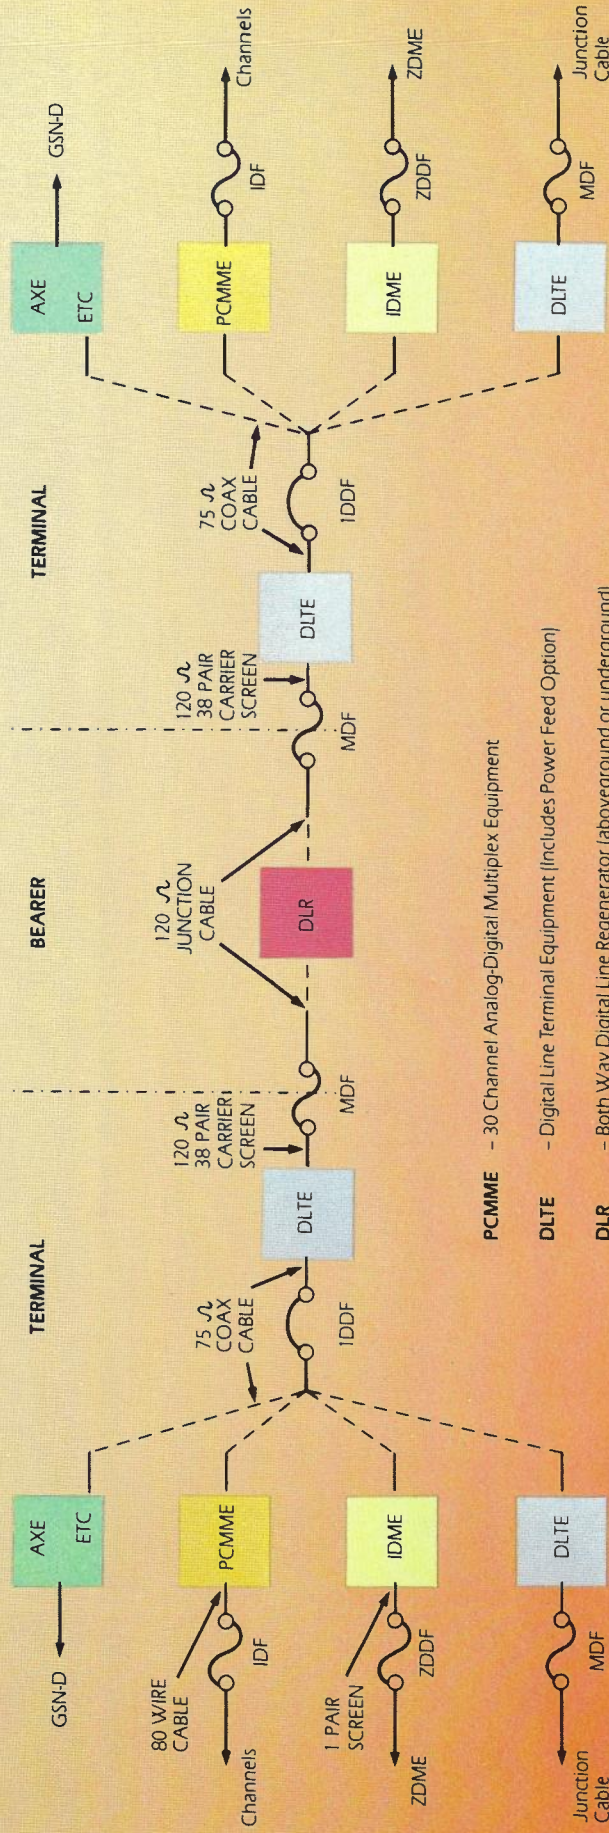 TERMINAL
BEARER
TERMINAL
GSN-D
AXE
ETC
AXE
ETC
GSN-D
75 Ω
COAX
CABLE
120 Ω
38 PAIR
CARRIER
SCREEN
120 Ω
JUNCTION
CABLE
120 Ω
38 PAIR
CARRIER
SCREEN
75 Ω
COAX
CABLE
80 WIRE
CABLE
Channels
IDF
PCMME
1DDF
DLTE
MDF
DLR
MDF
DLTE
1DDF
PCMME
IDF
Channels
1 PAIR
SCREEN
ZDME
ZDDF
IDME
IDME
ZDDF
ZDME
Junction
Cable
MDF
DLTE
DLTE
MDF
Junction
Cable
PCMME – 30 Channel Analog-Digital Multiplex Equipment
DLTE – Digital Line Terminal Equipment (Includes Power Feed Option)
DLR – Both Way Digital Line Regenerator (aboveground or underground)